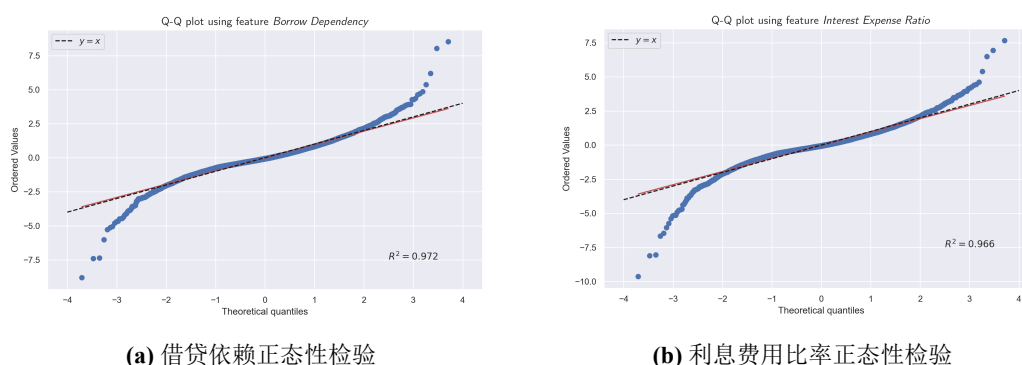 Q-Q plot using feature Borrow Dependency
y = x
7.5
5.0
2.5
0.0
−2.5
−5.0
−7.5
Ordered Values
R² = 0.972
−4 −3 −2 −1 0 1 2 3 4
Theoretical quantiles
(a) 借贷依赖正态性检验
Q-Q plot using feature Interest Expense Ratio
y = x
7.5
5.0
2.5
0.0
−2.5
−5.0
−7.5
−10.0
Ordered Values
R² = 0.966
−4 −3 −2 −1 0 1 2 3 4
Theoretical quantiles
(b) 利息费用比率正态性检验